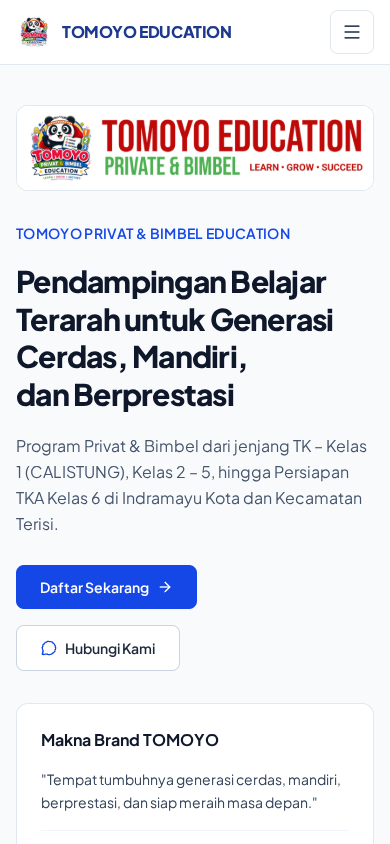 TOMOYO EDUCATION
TOMOYO EDUCATION
PRIVATE & BIMBEL
LEARN • GROW • SUCCEED
TOMOYO
EDUCATION
TOMOYO PRIVAT & BIMBEL EDUCATION
Pendampingan Belajar
Terarah untuk Generasi
Cerdas, Mandiri,
dan Berprestasi
Program Privat & Bimbel dari jenjang TK – Kelas
1 (CALISTUNG), Kelas 2 – 5, hingga Persiapan
TKA Kelas 6 di Indramayu Kota dan Kecamatan
Terisi.
Daftar Sekarang
Hubungi Kami
Makna Brand TOMOYO
"Tempat tumbuhnya generasi cerdas, mandiri,
berprestasi, dan siap meraih masa depan."